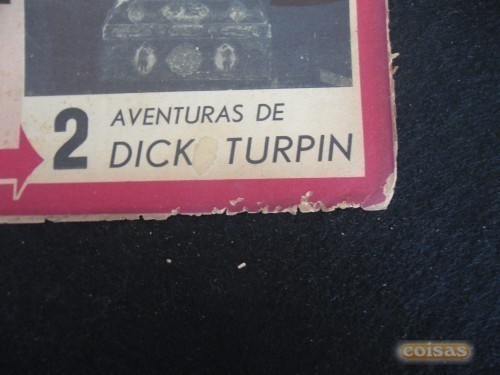 2
AVENTURAS DE
DICK TURPIN
coisas